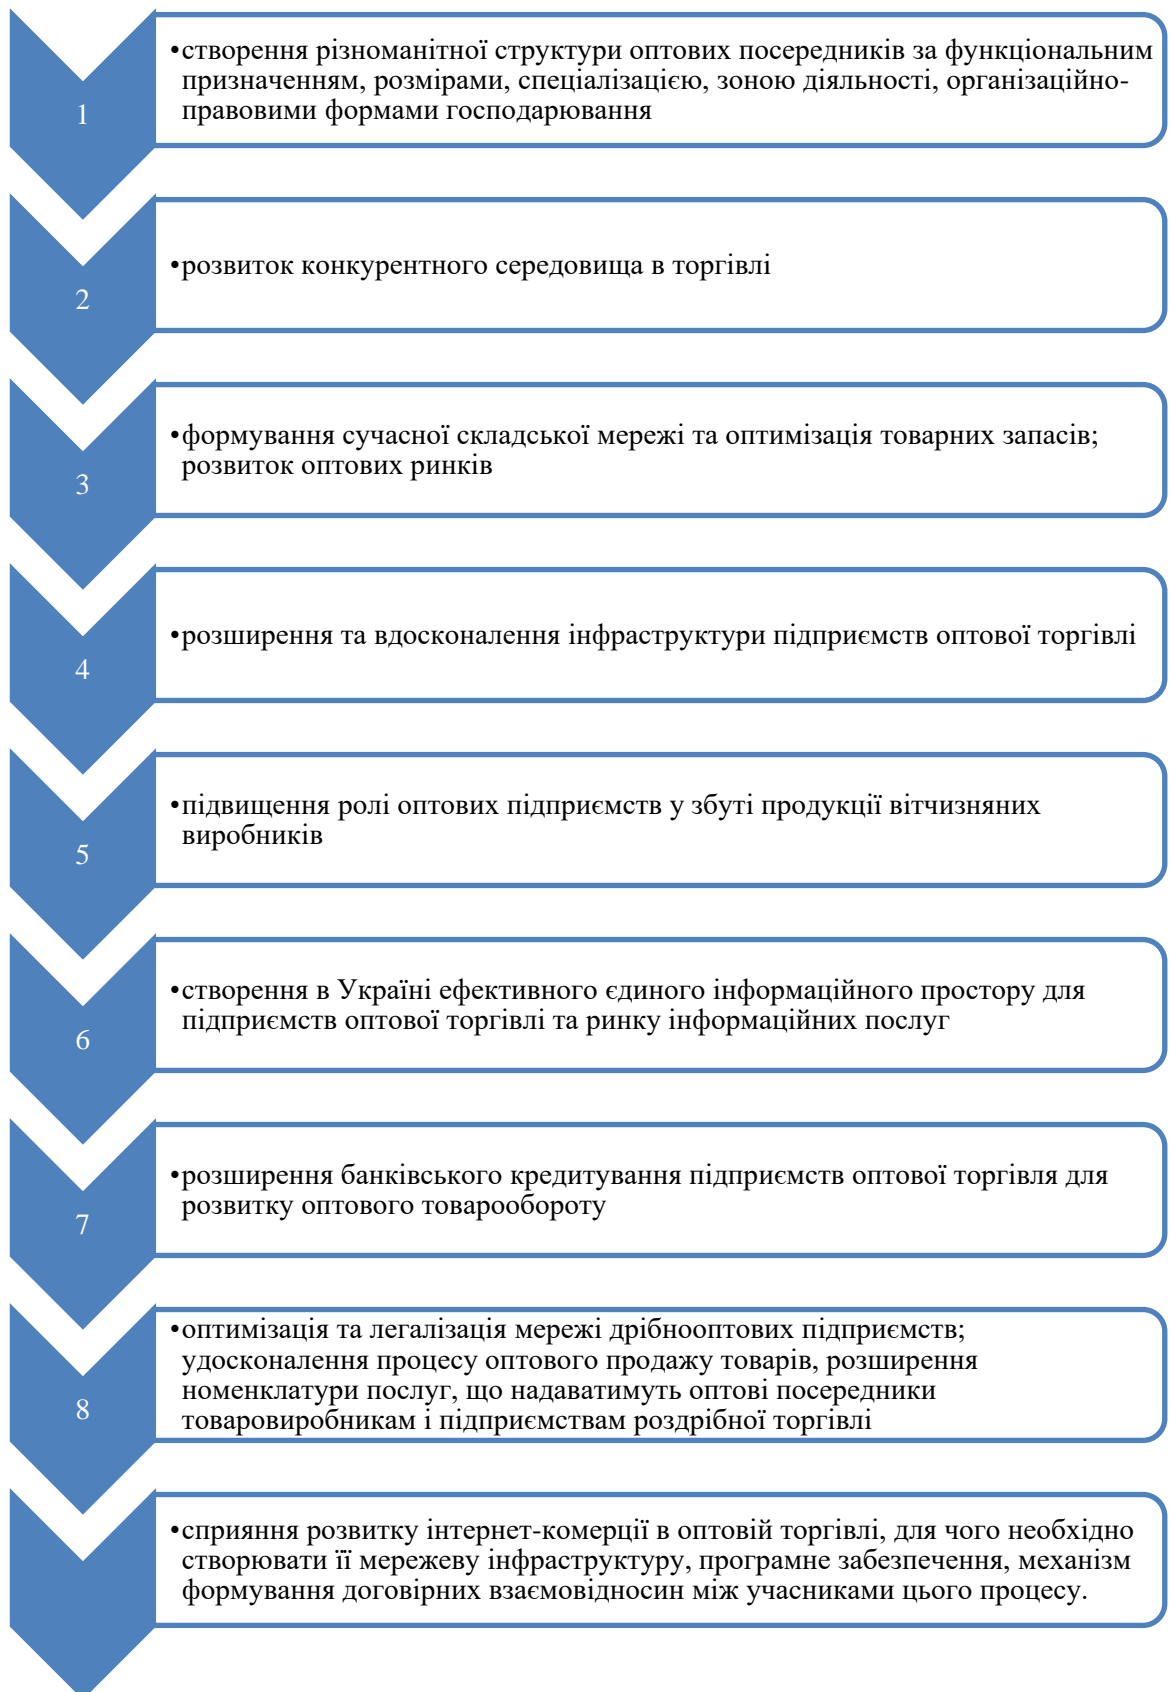 1
•створення різноманітної структури оптових посередників за функціональним
призначенням, розмірами, спеціалізацією, зоною діяльності, організаційно-
правовими формами господарювання
2
•розвиток конкурентного середовища в торгівлі
3
•формування сучасної складської мережі та оптимізація товарних запасів;
розвиток оптових ринків
4
•розширення та вдосконалення інфраструктури підприємств оптової торгівлі
5
•підвищення ролі оптових підприємств у збуті продукції вітчизняних
виробників
6
•створення в Україні ефективного єдиного інформаційного простору для
підприємств оптової торгівлі та ринку інформаційних послуг
7
•розширення банківського кредитування підприємств оптової торгівля для
розвитку оптового товарообороту
8
•оптимізація та легалізація мережі дрібнооптових підприємств;
удосконалення процесу оптового продажу товарів, розширення
номенклатури послуг, що надаватимуть оптові посередники
товаровиробникам і підприємствам роздрібної торгівлі
•сприяння розвитку інтернет-комерції в оптовій торгівлі, для чого необхідно
створювати її мережеву інфраструктуру, програмне забезпечення, механізм
формування договірних взаємовідносин між учасниками цього процесу.